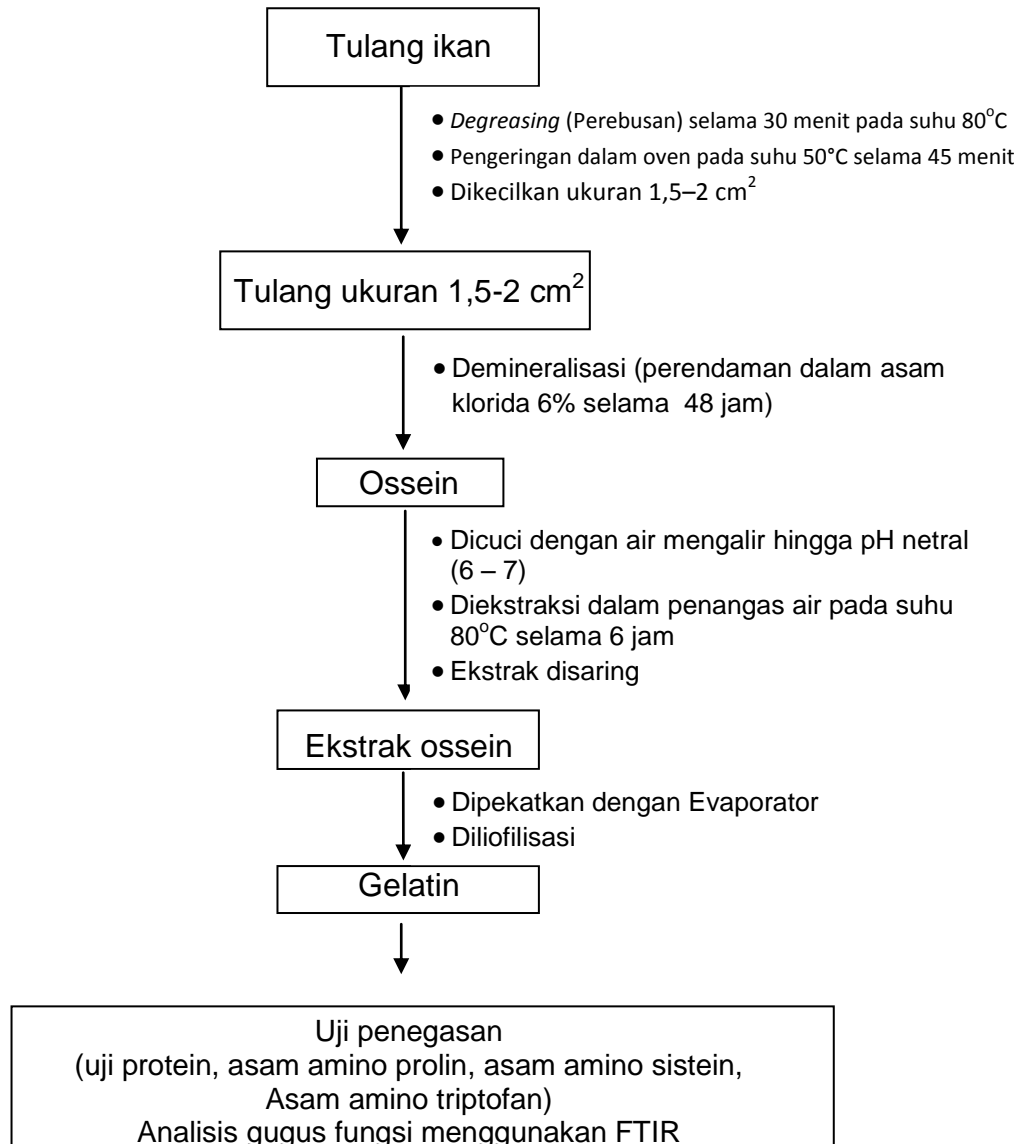 Tulang ikan
• Degreasing (Perebusan) selama 30 menit pada suhu 80°C
• Pengeringan dalam oven pada suhu 50°C selama 45 menit
• Dikecilkan ukuran 1,5–2 cm²
Tulang ukuran 1,5-2 cm²
• Demineralisasi (perendaman dalam asam
klorida 6% selama 48 jam)
Ossein
• Dicuci dengan air mengalir hingga pH netral
(6 – 7)
• Diekstraksi dalam penangas air pada suhu
80°C selama 6 jam
• Ekstrak disaring
Ekstrak ossein
• Dipekatkan dengan Evaporator
• Diliofilisasi
Gelatin
Uji penegasan
(uji protein, asam amino prolin, asam amino sistein,
Asam amino triptofan)
Analisis gugus fungsi menggunakan FTIR